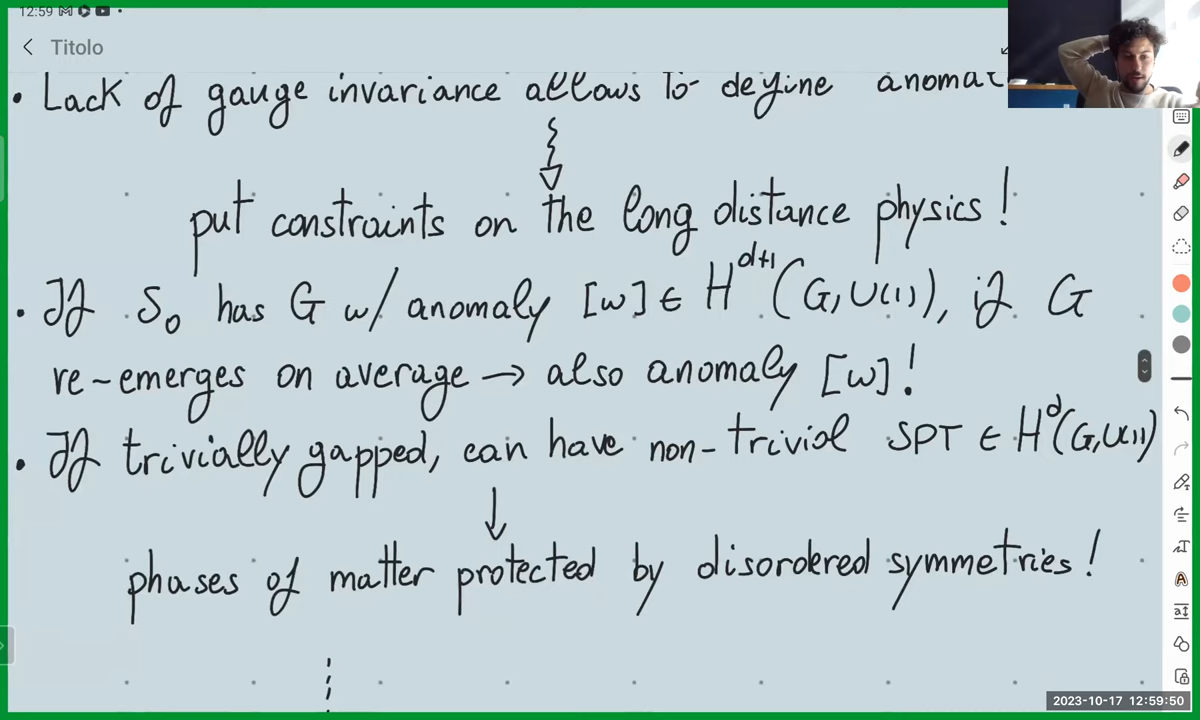 12:59
Titolo
• Lack of gauge invariance allows to define
put constraints on the long distance physics!
• If S₀ has G w/ anomaly [w] ∈ H^{d+1}(G,U(1)), if G
re-emerges on average → also anomaly [w]!
• If trivially gapped, can have non-trivial SPT ∈ H^d(G,U(1))
phases of matter protected by disordered symmetries!
2023-10-17 12:59:50